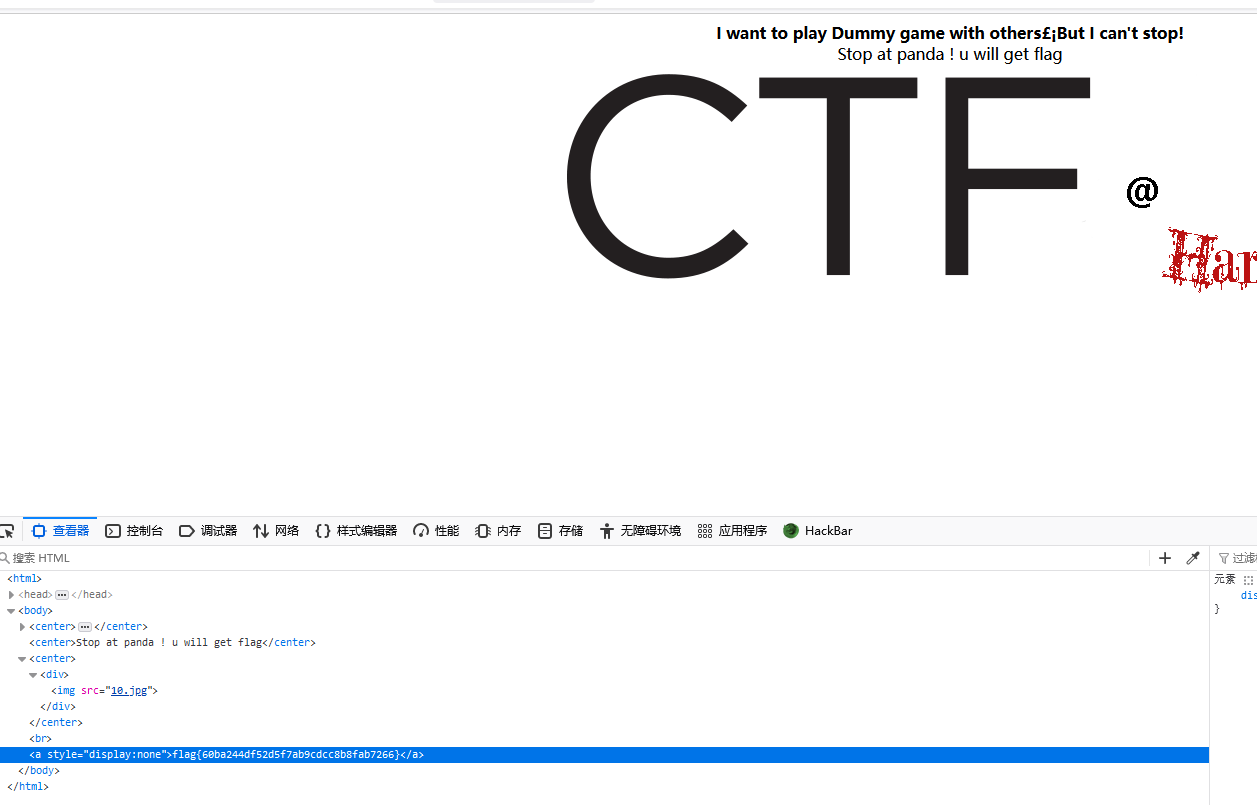 I want to play Dummy game with others£¡But I can't stop!
Stop at panda ! u will get flag
CTF
@
Har
查看器 控制台 调试器 网络 样式编辑器 性能 内存 存储 无障碍环境 应用程序 HackBar
搜索 HTML
<html>
<head>⋯</head>
<body>
<center>⋯</center>
<center>Stop at panda ! u will get flag</center>
<center>
<div>
<img src="10.jpg">
</div>
</center>
<br>
<a style="display:none">flag{60ba244df52d5f7ab9cdcc8b8fab7266}</a>
</body>
</html>
过滤
元素
dis
}